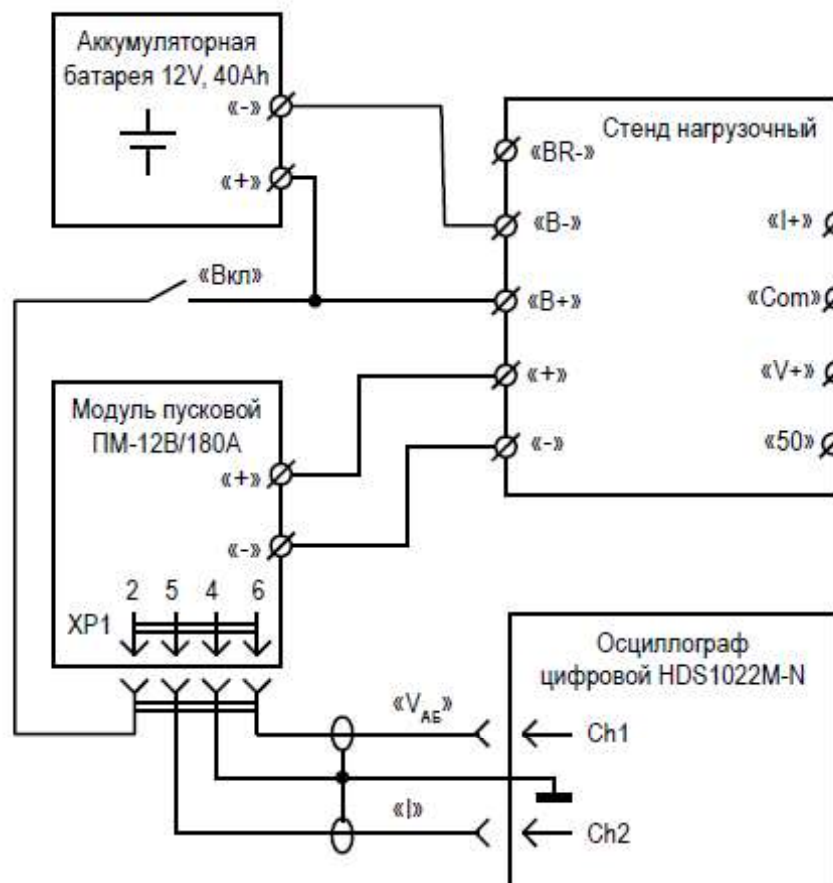 Аккумуляторная
батарея 12V, 40Ah
«-»
«+»
Стенд нагрузочный
«BR-»
«B-»
«I+»
«Вкл»
«B+»
«Com»
«+»
«V+»
«-»
«50»
Модуль пусковой
ПМ-12В/180А
«+»
«-»
2 5 4 6
XP1
Осциллограф
цифровой HDS1022M-N
«VАБ»
Ch1
«I»
Ch2